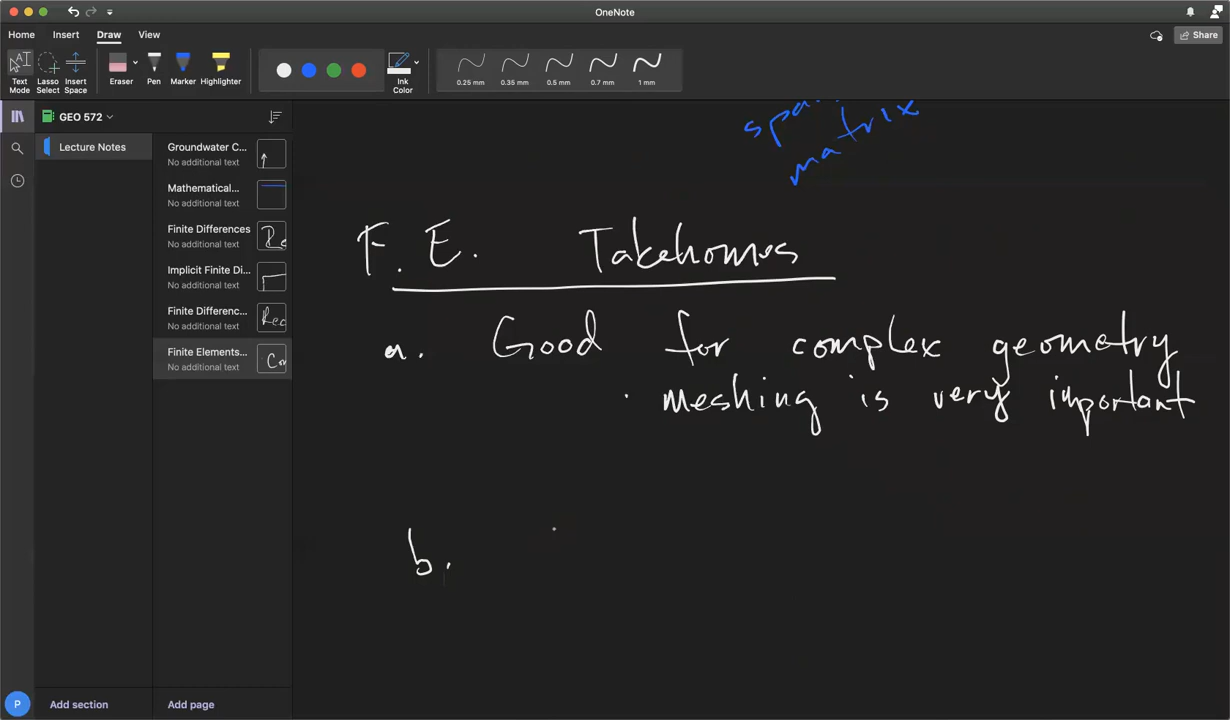 OneNote
Home Insert Draw View
Share
Text Mode
Lasso Select
Insert Space
Eraser
Pen
Marker
Highlighter
Ink Color
0.25 mm
0.35 mm
0.5 mm
0.7 mm
1 mm
GEO 572
Lecture Notes
Groundwater C...
No additional text
Mathematical...
No additional text
Finite Differences
No additional text
Implicit Finite Di...
No additional text
Finite Differenc...
No additional text
Finite Elements...
No additional text
matrix
F. E. Takehomes
a. Good for complex geometry
· meshing is very important
b.
P
Add section
Add page